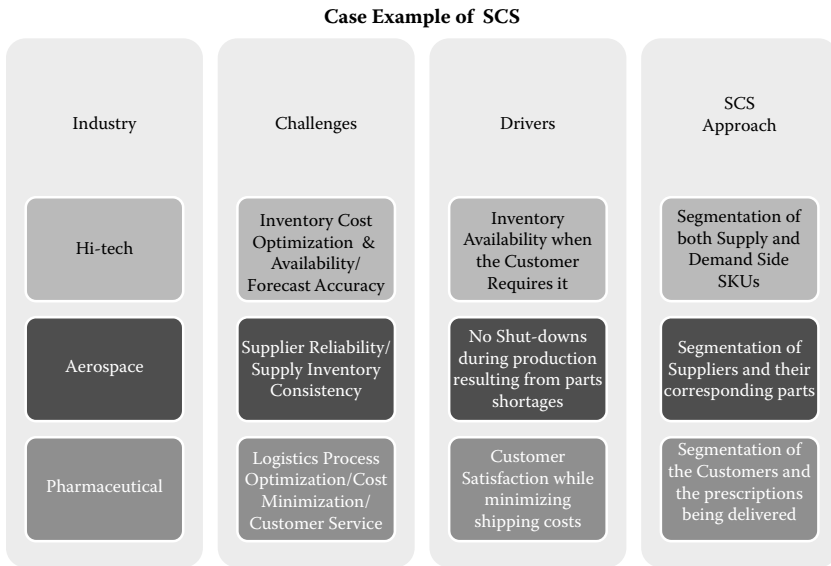 Case Example of SCS
Industry
Challenges
Drivers
SCS
Approach
Hi-tech
Inventory Cost
Optimization &
Availability/
Forecast Accuracy
Inventory
Availability when
the Customer
Requires it
Segmentation of
both Supply and
Demand Side
SKUs
Aerospace
Supplier Reliability/
Supply Inventory
Consistency
No Shut-downs
during production
resulting from parts
shortages
Segmentation of
Suppliers and their
corresponding parts
Pharmaceutical
Logistics Process
Optimization/Cost
Minimization/
Customer Service
Customer
Satisfaction while
minimizing
shipping costs
Segmentation of
the Customers and
the prescriptions
being delivered